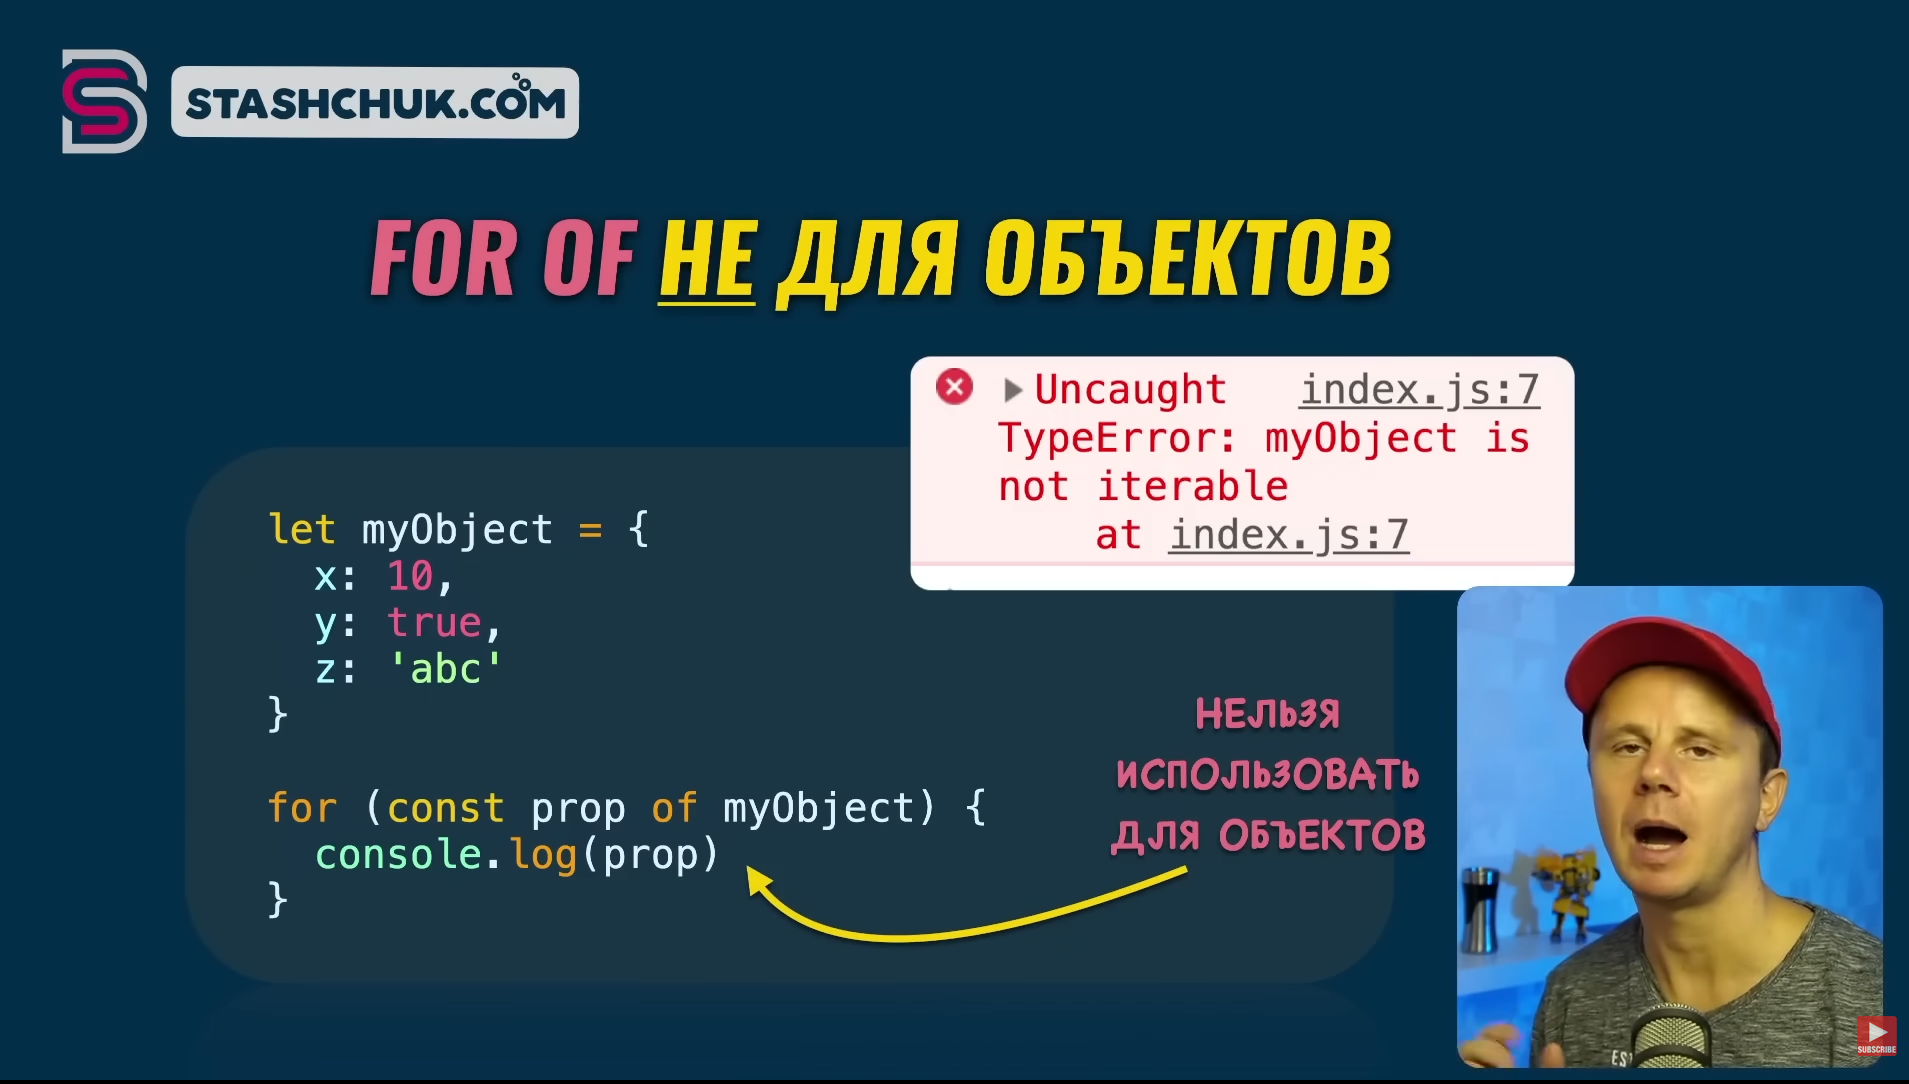 STASHCHUK.COM
FOR OF НЕ ДЛЯ ОБЪЕКТОВ
Uncaught index.js:7
TypeError: myObject is
not iterable
at index.js:7
let myObject = {
x: 10,
y: true,
z: 'abc'
}
for (const prop of myObject) {
console.log(prop)
}
НЕЛЬЗЯ
ИСПОЛЬЗОВАТЬ
ДЛЯ ОБЪЕКТОВ
SUBSCRIBE